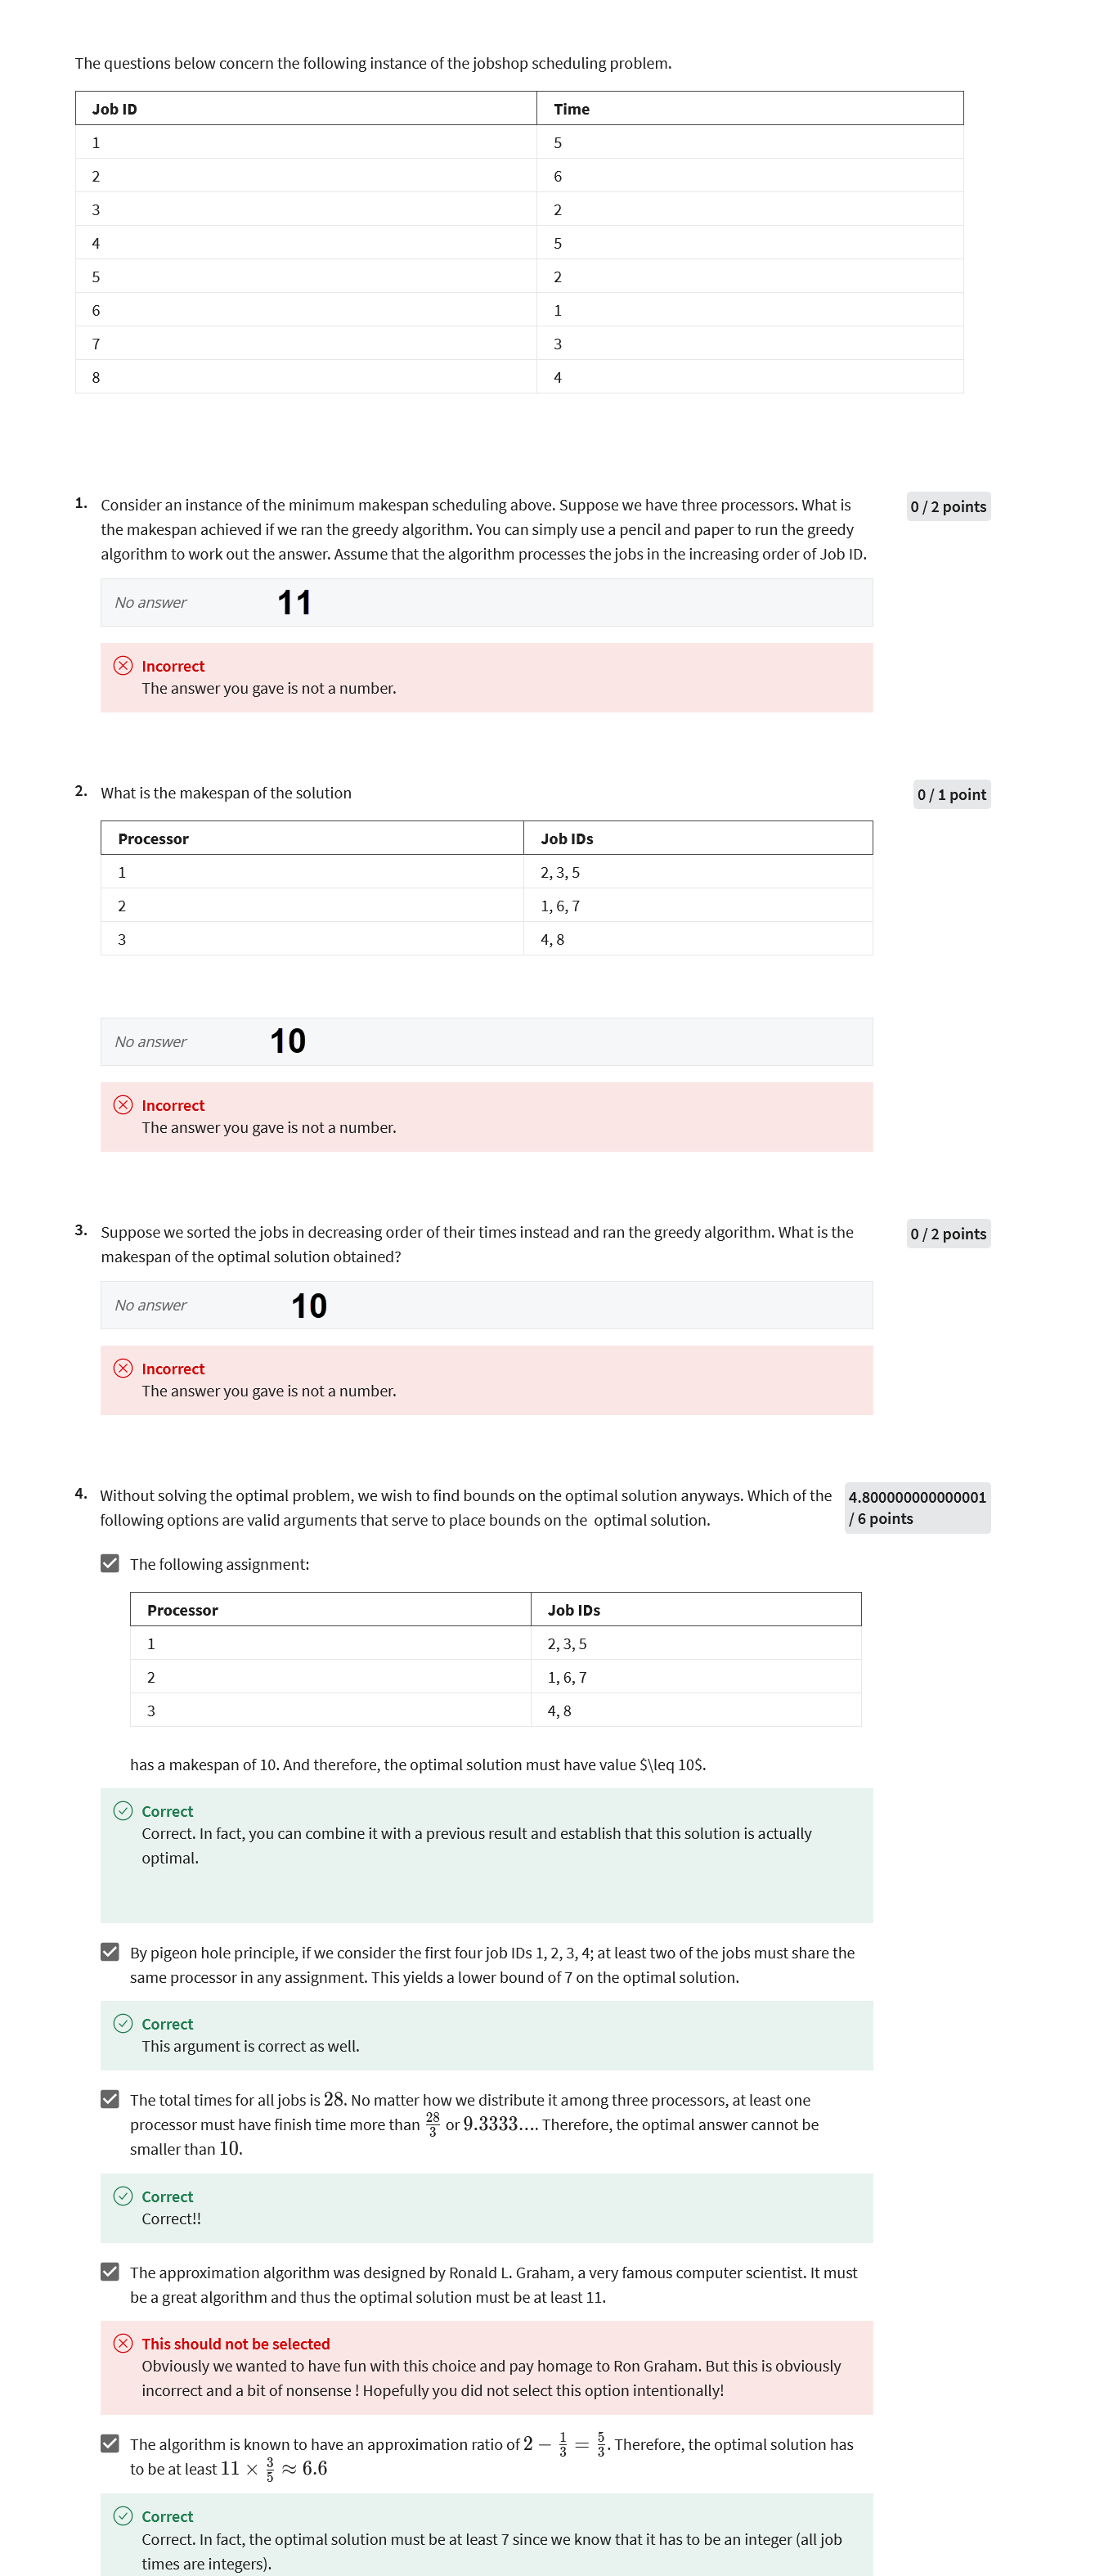 The questions below concern the following instance of the jobshop scheduling problem.
Job ID Time
1 5
2 6
3 2
4 5
5 2
6 1
7 3
8 4
1. Consider an instance of the minimum makespan scheduling above. Suppose we have three processors. What is 0 / 2 points
the makespan achieved if we ran the greedy algorithm. You can simply use a pencil and paper to run the greedy
algorithm to work out the answer. Assume that the algorithm processes the jobs in the increasing order of Job ID.
No answer 11
Incorrect
The answer you gave is not a number.
2. What is the makespan of the solution 0 / 1 point
Processor Job IDs
1 2, 3, 5
2 1, 6, 7
3 4, 8
No answer 10
Incorrect
The answer you gave is not a number.
3. Suppose we sorted the jobs in decreasing order of their times instead and ran the greedy algorithm. What is the 0 / 2 points
makespan of the optimal solution obtained?
No answer 10
Incorrect
The answer you gave is not a number.
4. Without solving the optimal problem, we wish to find bounds on the optimal solution anyways. Which of the 4.800000000000001
following options are valid arguments that serve to place bounds on the optimal solution. / 6 points
The following assignment:
Processor Job IDs
1 2, 3, 5
2 1, 6, 7
3 4, 8
has a makespan of 10. And therefore, the optimal solution must have value $\leq 10$.
Correct
Correct. In fact, you can combine it with a previous result and establish that this solution is actually
optimal.
By pigeon hole principle, if we consider the first four job IDs 1, 2, 3, 4; at least two of the jobs must share the
same processor in any assignment. This yields a lower bound of 7 on the optimal solution.
Correct
This argument is correct as well.
The total times for all jobs is 28. No matter how we distribute it among three processors, at least one
processor must have finish time more than 28/3 or 9.3333.... Therefore, the optimal answer cannot be
smaller than 10.
Correct
Correct!!
The approximation algorithm was designed by Ronald L. Graham, a very famous computer scientist. It must
be a great algorithm and thus the optimal solution must be at least 11.
This should not be selected
Obviously we wanted to have fun with this choice and pay homage to Ron Graham. But this is obviously
incorrect and a bit of nonsense ! Hopefully you did not select this option intentionally!
The algorithm is known to have an approximation ratio of 2 − 1/3 = 5/3. Therefore, the optimal solution has
to be at least 11 × 3/5 ≈ 6.6
Correct
Correct. In fact, the optimal solution must be at least 7 since we know that it has to be an integer (all job
times are integers).